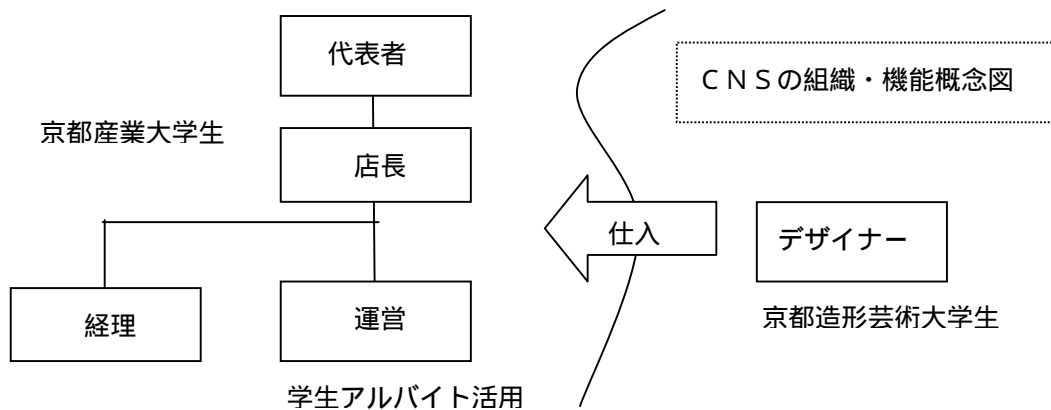 代表者
ＣＮＳの組織・機能概念図
京都産業大学生
店長
仕入
デザイナー
経理
運営
京都造形芸術大学生
学生アルバイト活用